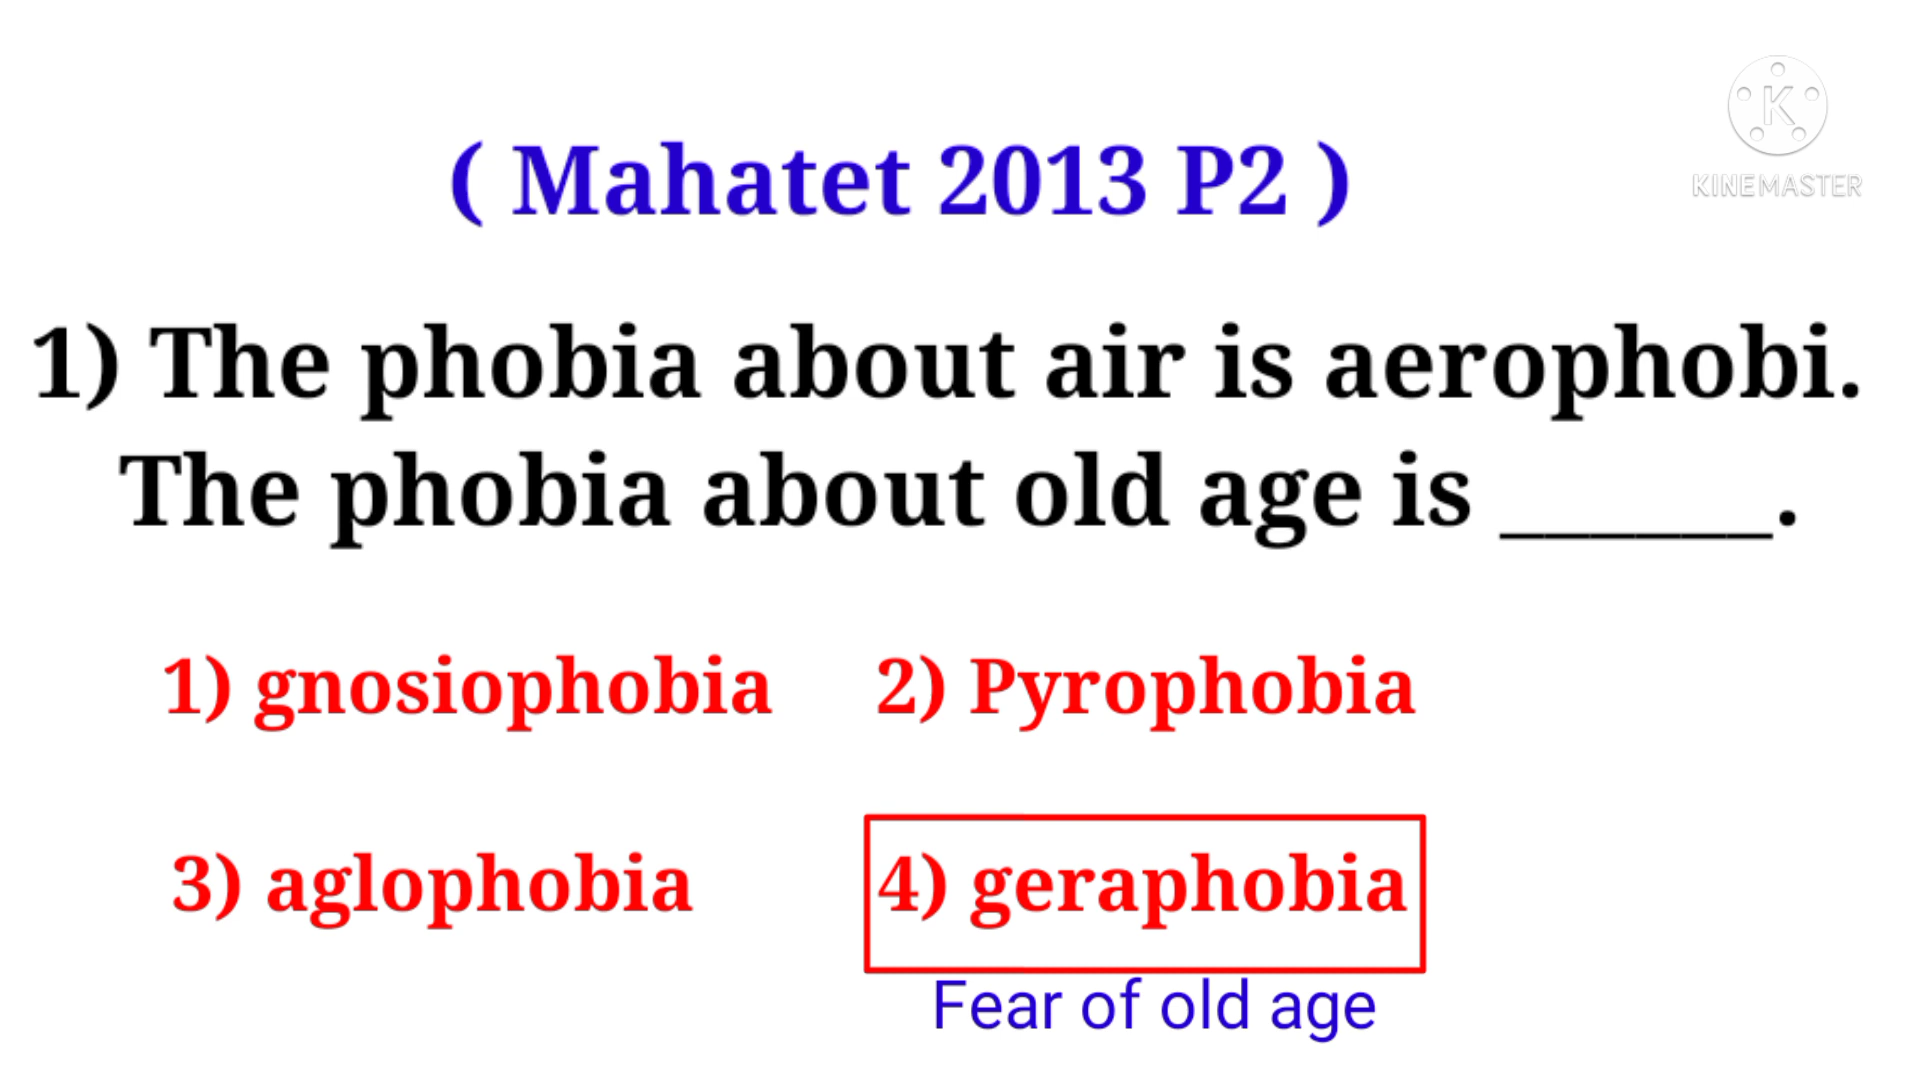 K
KINEMASTER
( Mahatet 2013 P2 )
1) The phobia about air is aerophobi.
The phobia about old age is ______.
1) gnosiophobia 2) Pyrophobia
3) aglophobia 4) geraphobia
Fear of old age